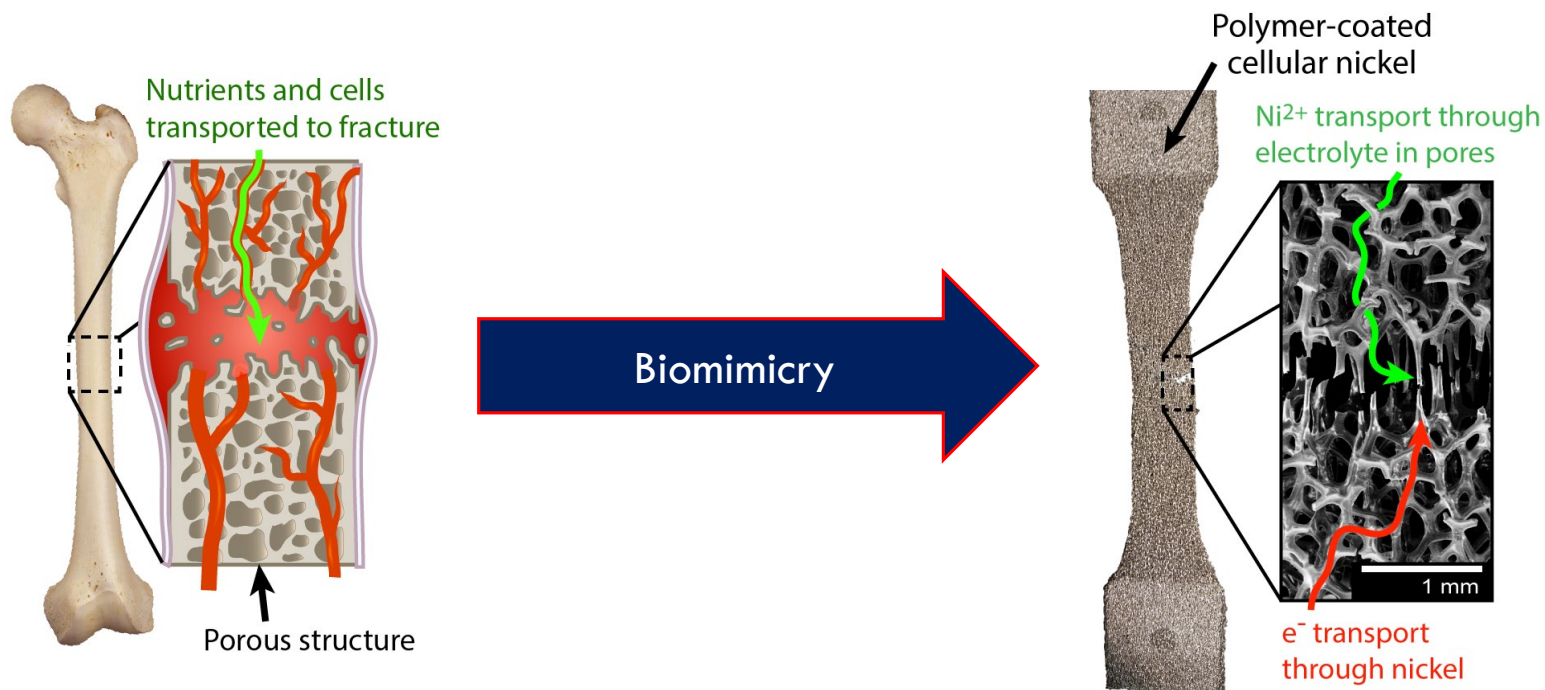 Nutrients and cells
transported to fracture
Porous structure
Biomimicry
Polymer-coated
cellular nickel
Ni²⁺ transport through
electrolyte in pores
1 mm
e⁻ transport
through nickel